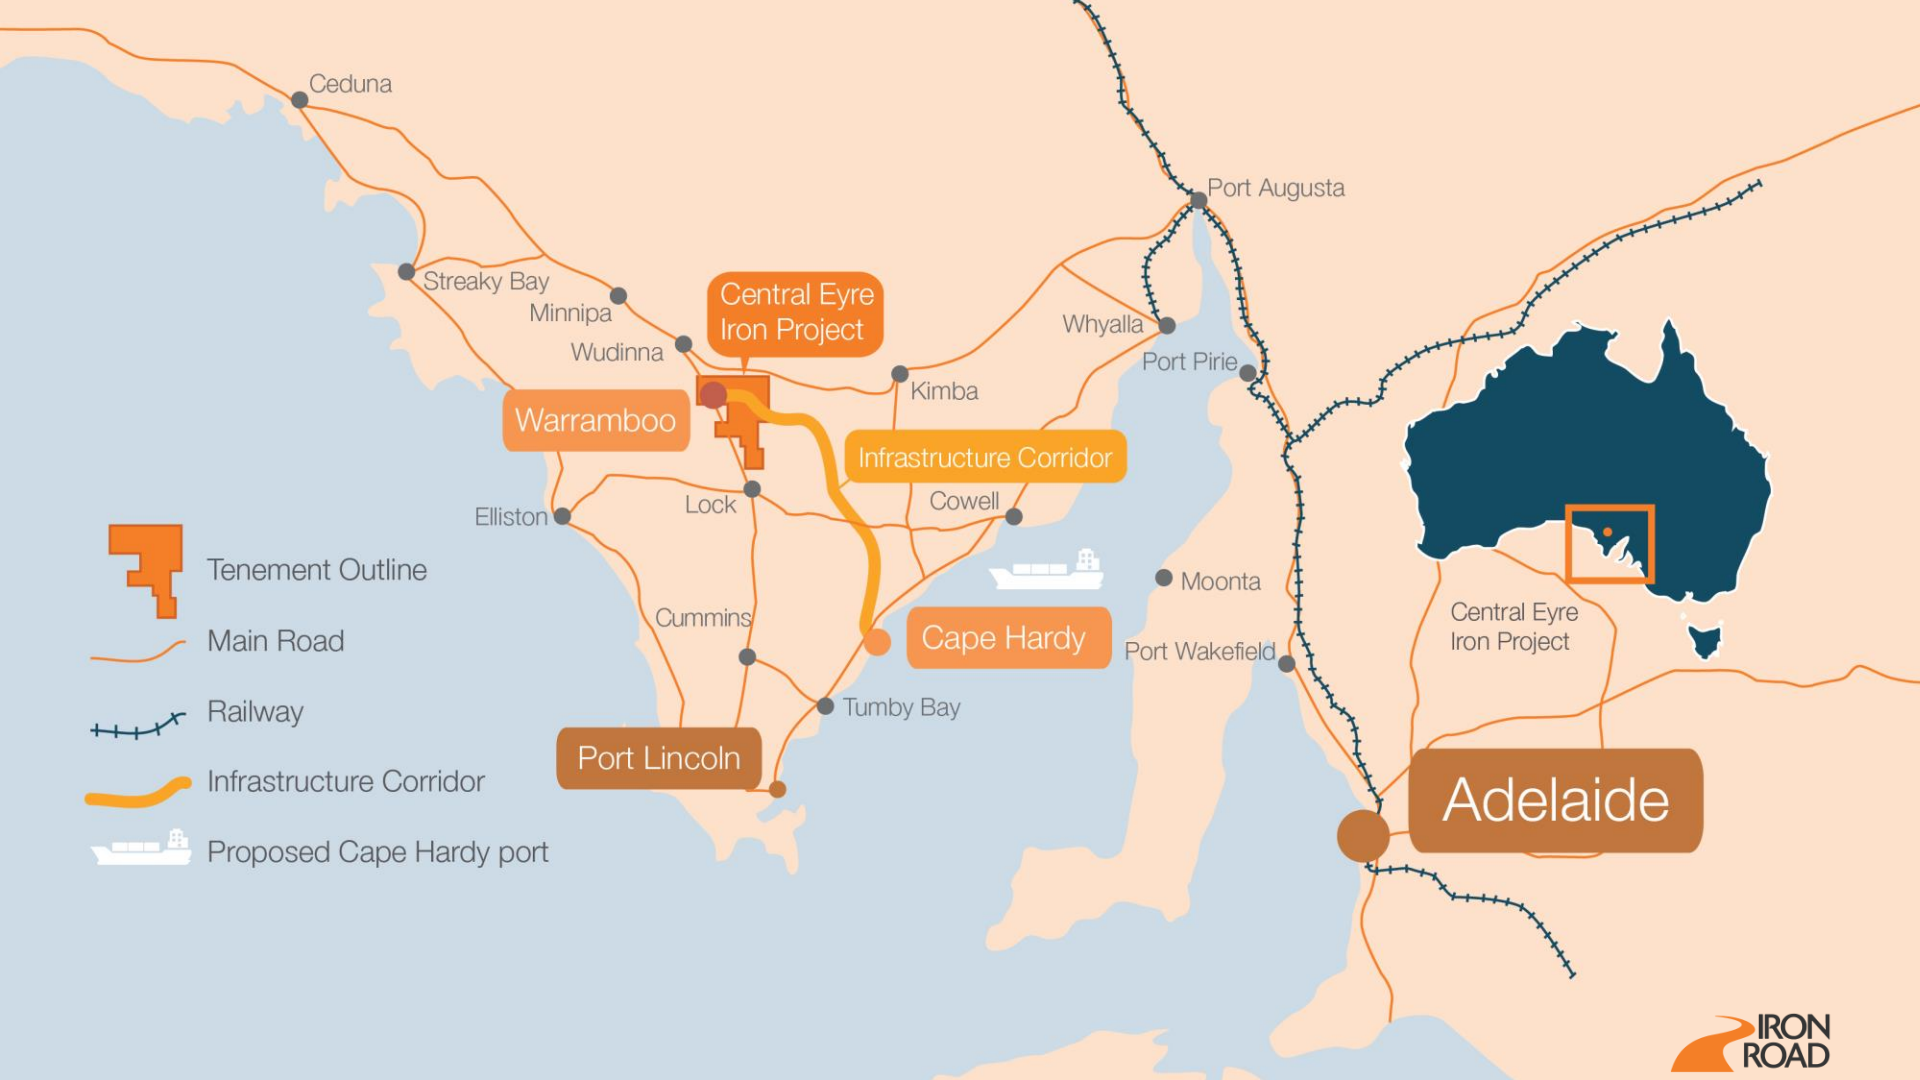 Ceduna
Port Augusta
Streaky Bay
Minnipa
Central Eyre
Iron Project
Whyalla
Wudinna
Port Pirie
Kimba
Warramboo
Infrastructure Corridor
Lock
Cowell
Elliston
Tenement Outline
Moonta
Cummins
Cape Hardy
Central Eyre
Iron Project
Main Road
Port Wakefield
Railway
Tumby Bay
Port Lincoln
Infrastructure Corridor
Adelaide
Proposed Cape Hardy port
IRON
ROAD